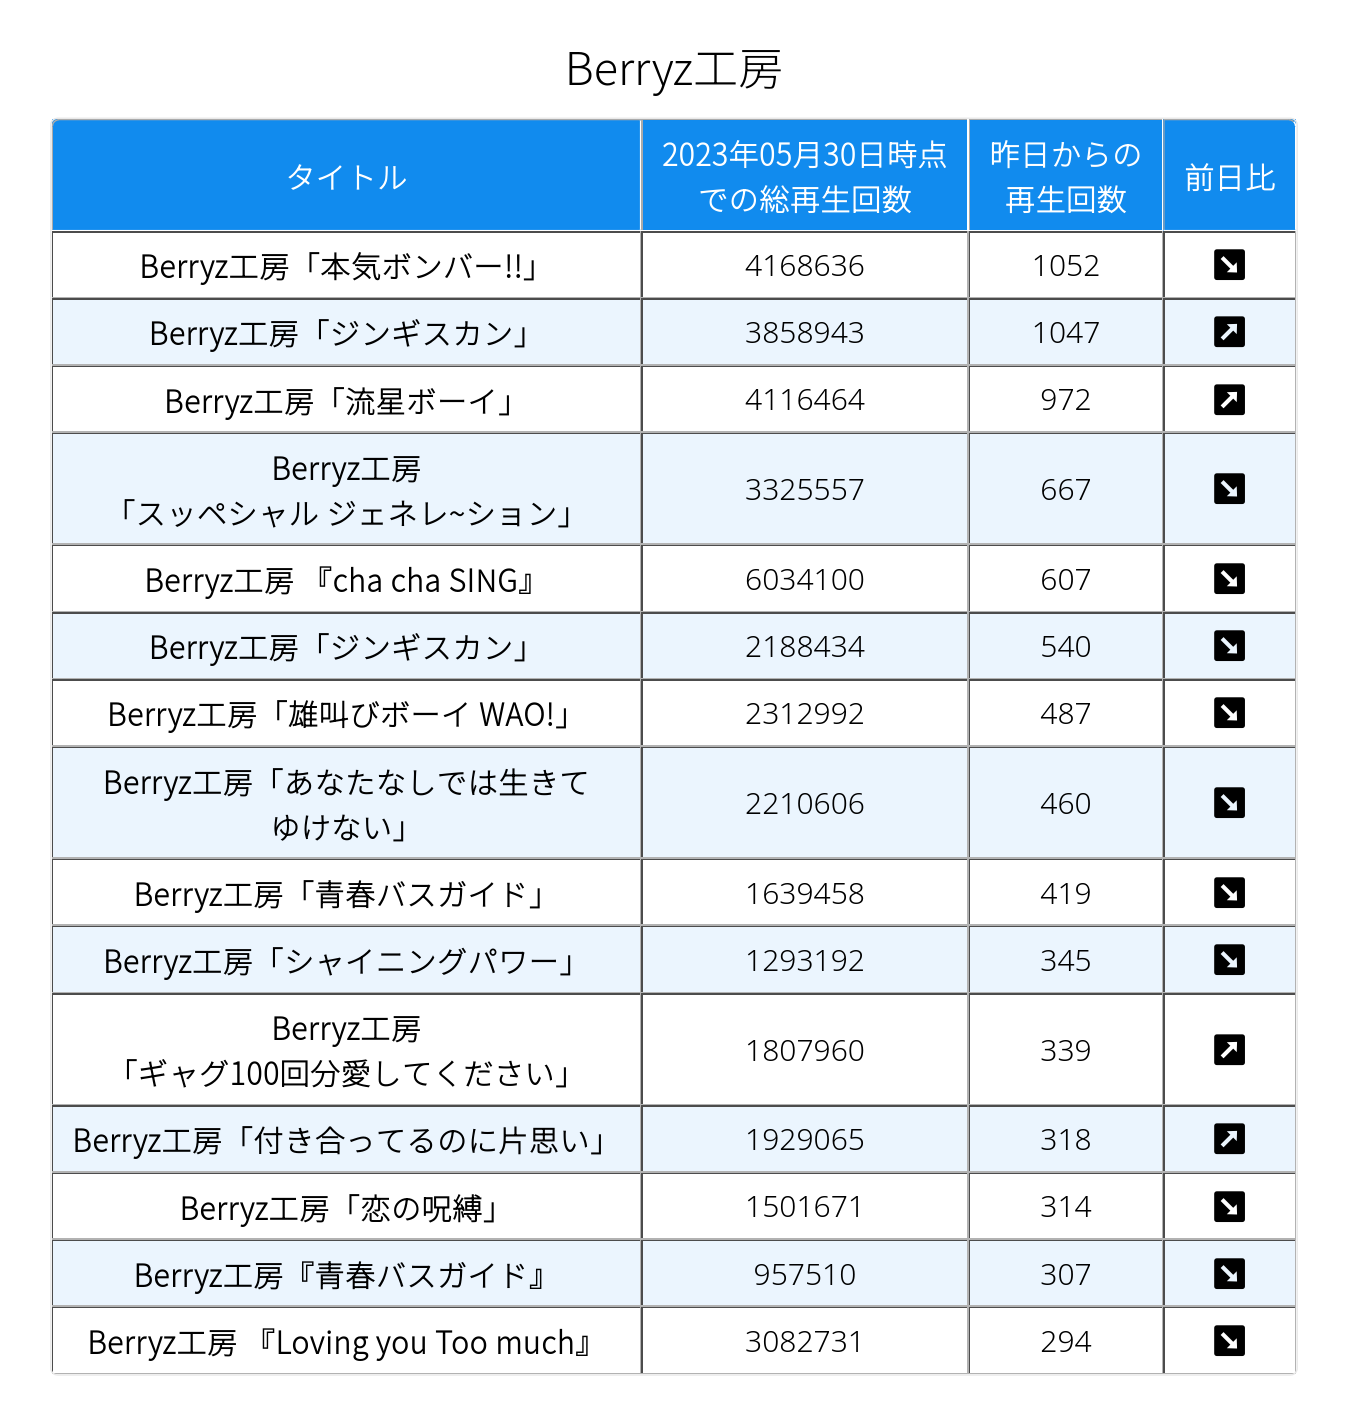 Berryz工房
タイトル
2023年05月30日時点
での総再生回数
昨日からの
再生回数
前日比
Berryz工房「本気ボンバー!!」 4168636 1052
Berryz工房「ジンギスカン」 3858943 1047
Berryz工房「流星ボーイ」 4116464 972
Berryz工房
「スッペシャル ジェネレ~ション」 3325557 667
Berryz工房 『cha cha SING』 6034100 607
Berryz工房「ジンギスカン」 2188434 540
Berryz工房「雄叫びボーイ WAO!」 2312992 487
Berryz工房「あなたなしでは生きて
ゆけない」 2210606 460
Berryz工房「青春バスガイド」 1639458 419
Berryz工房「シャイニングパワー」 1293192 345
Berryz工房
「ギャグ100回分愛してください」 1807960 339
Berryz工房「付き合ってるのに片思い」 1929065 318
Berryz工房「恋の呪縛」 1501671 314
Berryz工房『青春バスガイド』 957510 307
Berryz工房 『Loving you Too much』 3082731 294